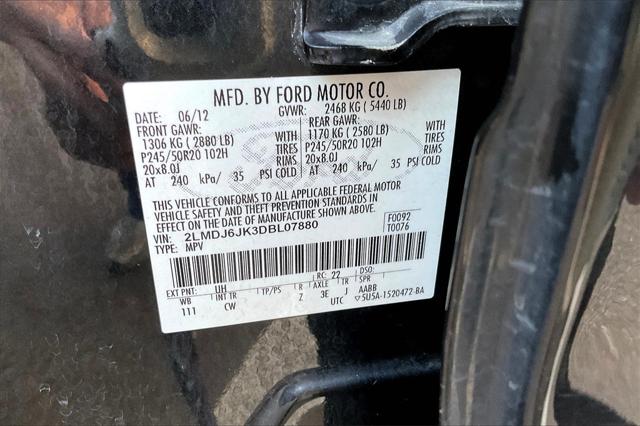 MFD. BY FORD MOTOR CO.
DATE: 06/12 GVWR: 2468 KG ( 5440 LB)
FRONT GAWR: REAR GAWR:
1306 KG ( 2880 LB) WITH 1170 KG ( 2580 LB) WITH
P245/50R20 102H TIRES P245/50R20 102H TIRES
20x8.0J RIMS 20x8.0J RIMS
AT 240 kPa/ 35 PSI COLD AT 240 kPa/ 35 PSI COLD
THIS VEHICLE CONFORMS TO ALL APPLICABLE FEDERAL MOTOR
VEHICLE SAFETY AND THEFT PREVENTION STANDARDS IN
EFFECT ON THE DATE OF MANUFACTURE SHOWN ABOVE.
VIN: 2LMDJ6JK3DBL07880 F0092
TYPE: MPV T0076
EXT PNT: UH RC: 22 DSO:
WB INT TR TP/PS R AXLE TR SPR
111 CW Z 3E J AABB
UTC ▽5U5A-1520472-BA